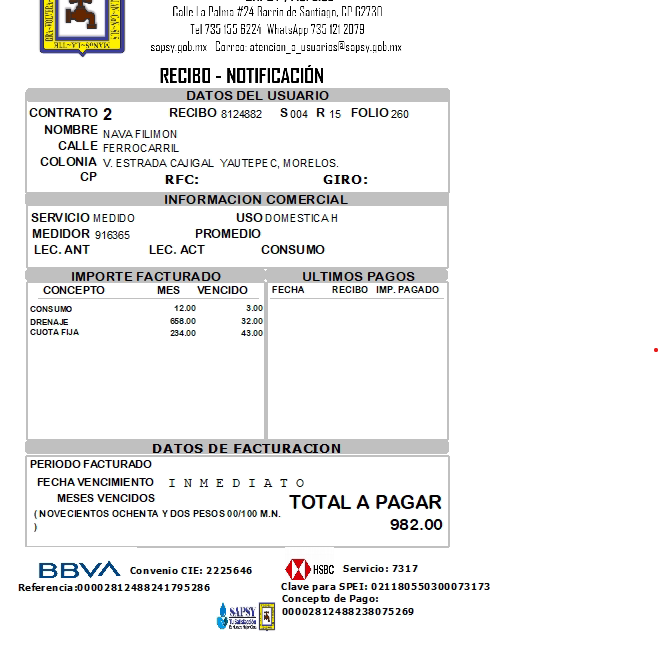 Calle La Palma #24 Barrio de Santiago, CP 62730
Tel 735 155 6224 WhatsApp 735 121 2079
sapsy.gob.mx Correo: atencion_a_usuarios@sapsy.gob.mx
RECIBO - NOTIFICACIÓN
DATOS DEL USUARIO
CONTRATO 2 RECIBO 8124882 S 004 R 15 FOLIO 260
NOMBRE NAVA FILIMON
CALLE FERROCARRIL
COLONIA V. ESTRADA CAJIGAL YAUTEPEC, MORELOS.
CP RFC: GIRO:
INFORMACION COMERCIAL
SERVICIO MEDIDO USO DOMESTICA H
MEDIDOR 916365 PROMEDIO
LEC. ANT LEC. ACT CONSUMO
IMPORTE FACTURADO ULTIMOS PAGOS
CONCEPTO MES VENCIDO FECHA RECIBO IMP. PAGADO
CONSUMO 12.00 3.00
DRENAJE 658.00 32.00
CUOTA FIJA 234.00 43.00
DATOS DE FACTURACION
PERIODO FACTURADO
FECHA VENCIMIENTO I N M E D I A T O
MESES VENCIDOS TOTAL A PAGAR
( NOVECIENTOS OCHENTA Y DOS PESOS 00/100 M.N.
) 982.00
BBVA Convenio CIE: 2225646 HSBC Servicio: 7317
Referencia:00002812488241795286 Clave para SPEI: 021180550300073173
Concepto de Pago:
00002812488238075269
SAPSY